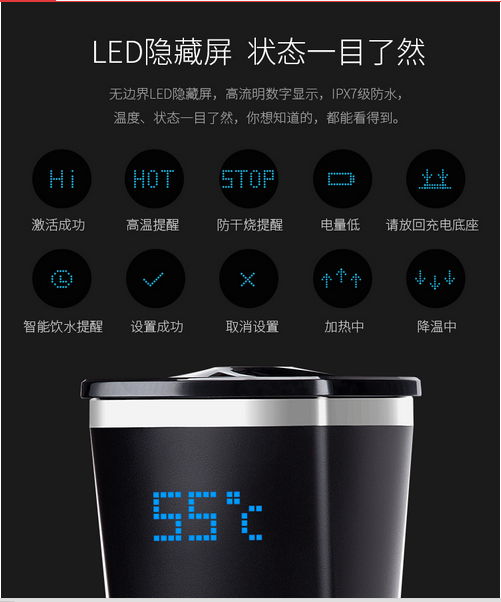 LED隐藏屏 状态一目了然
无边界LED隐藏屏，高流明数字显示，IPX7级防水，
温度、状态一目了然，你想知道的，都能看得到。
Hi HOT STOP
激活成功 高温提醒 防干烧提醒 电量低 请放回充电底座
智能饮水提醒 设置成功 取消设置 加热中 降温中
55℃